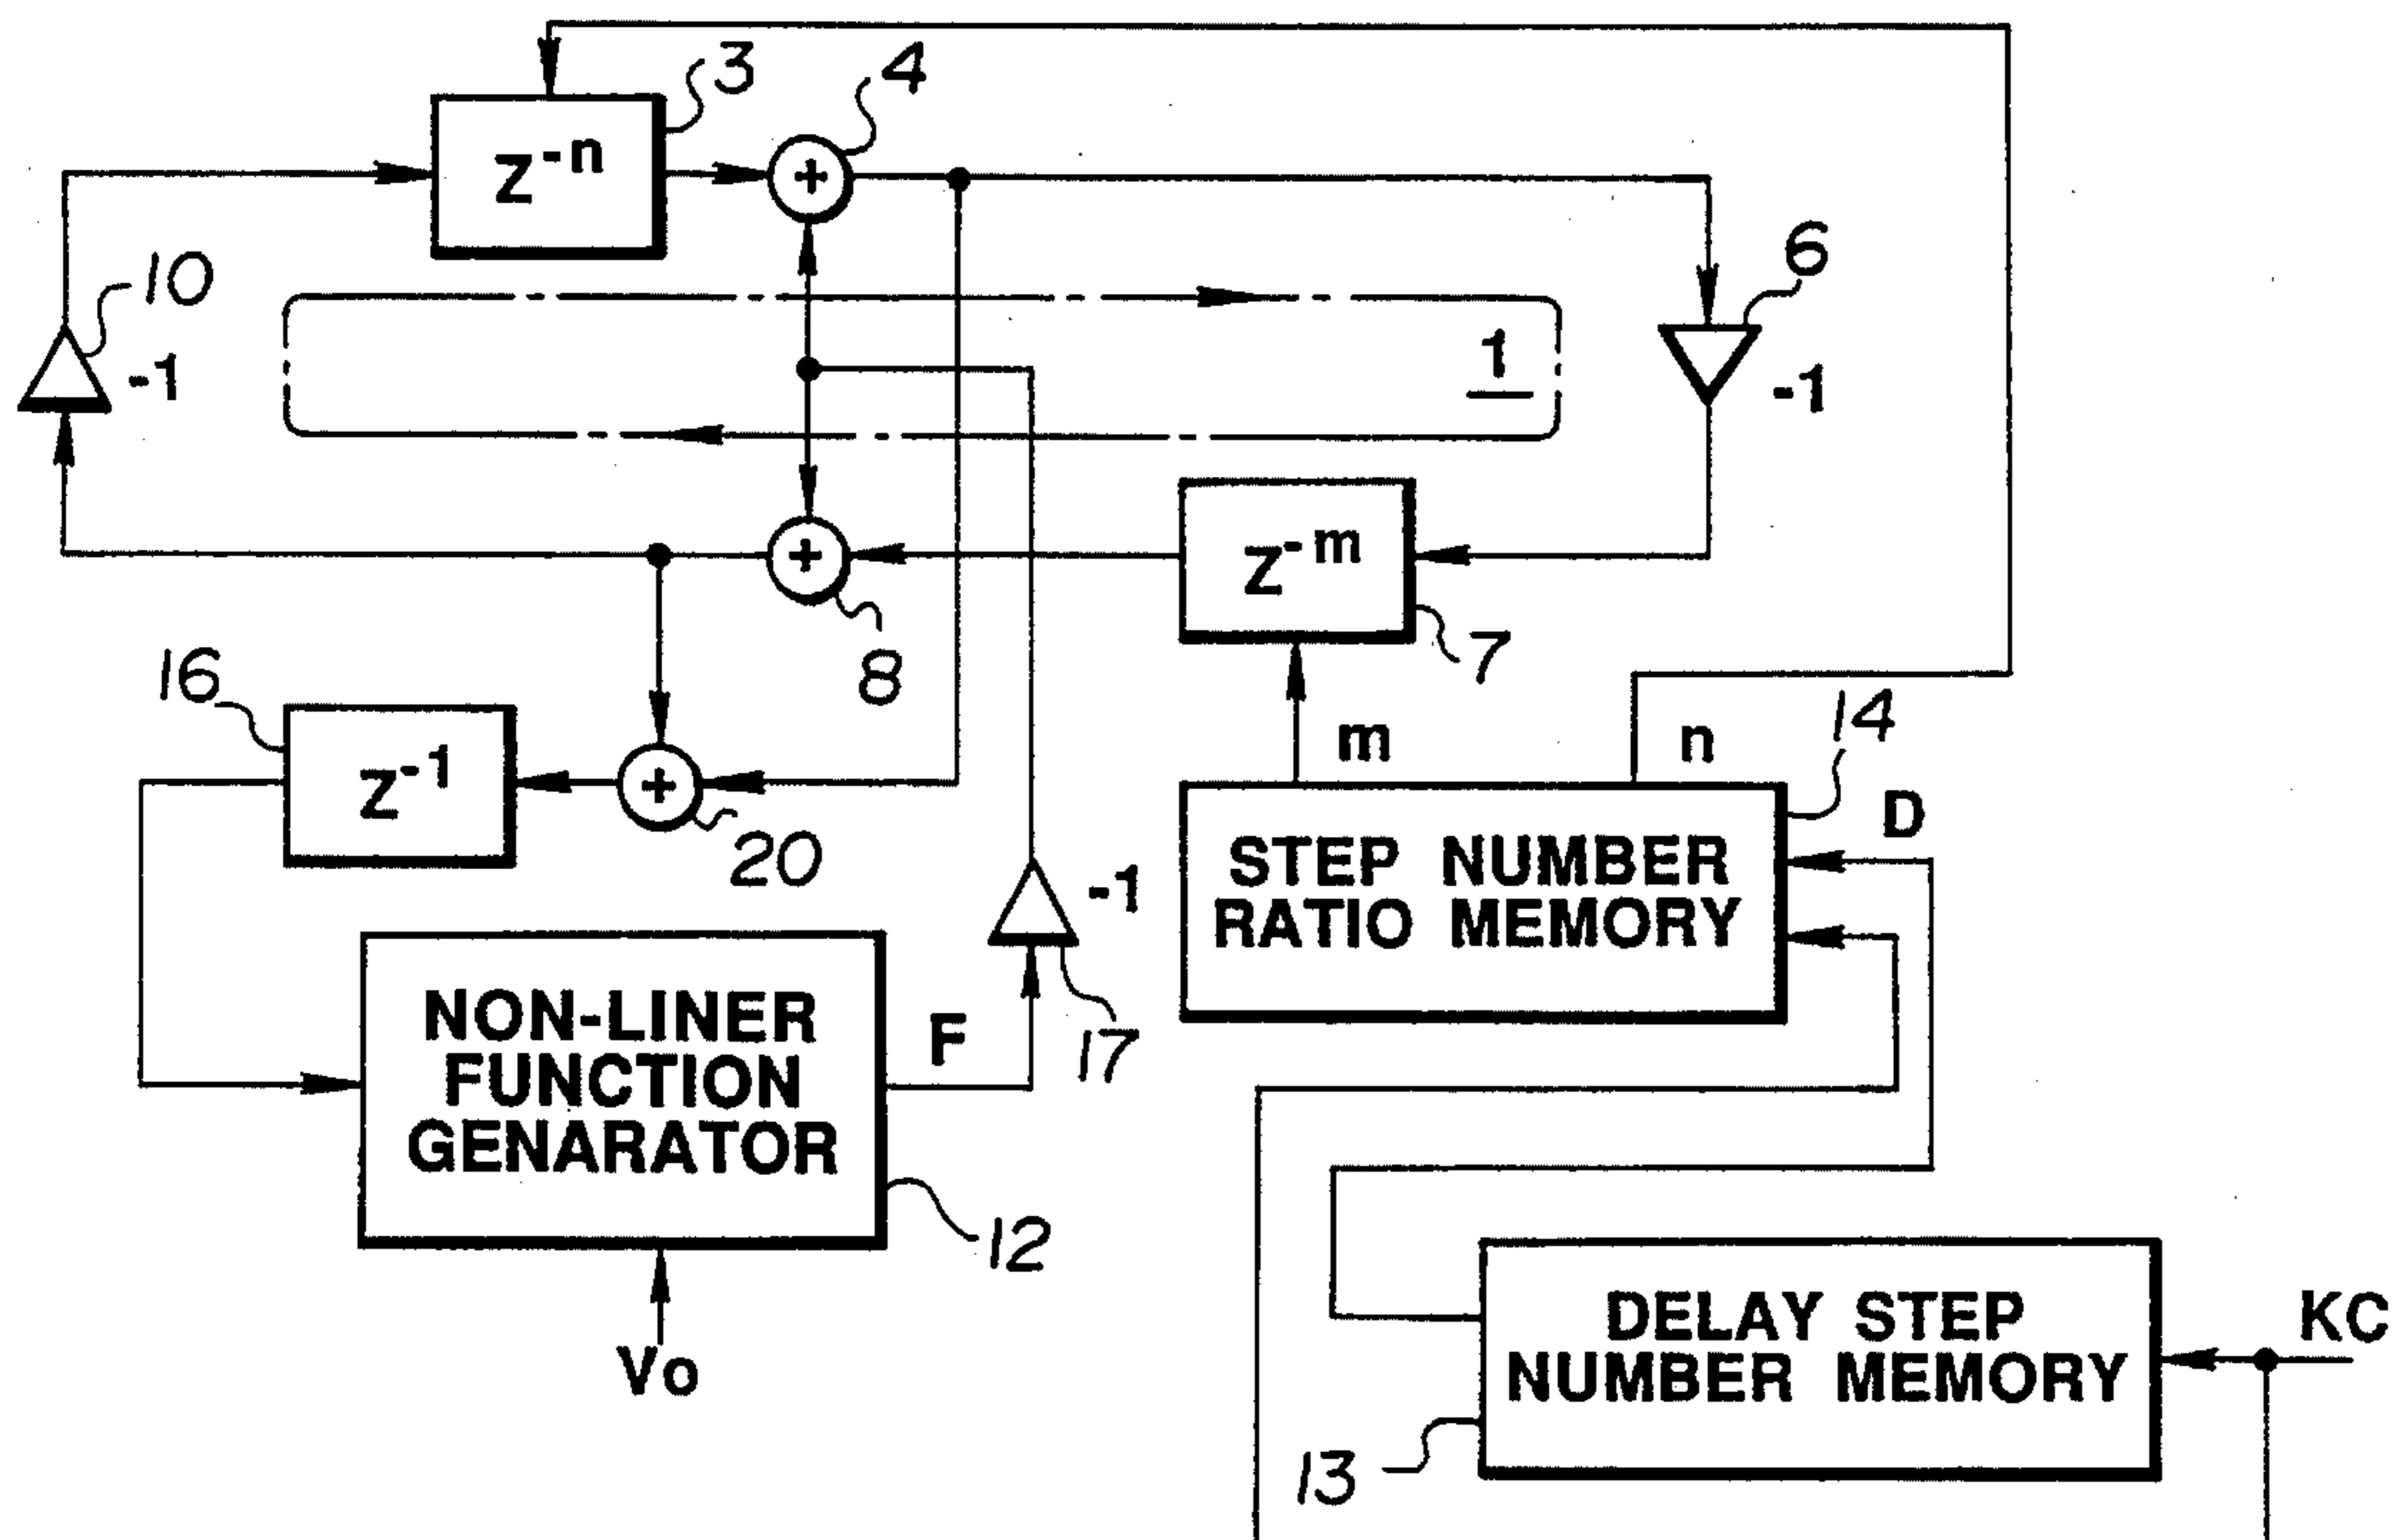 3
4
Z-n
+
10
6
1
-1
-1
Z-m
+
7
8
16
m
n
14
Z-1
+
D
20
STEP NUMBER
RATIO MEMORY
-1
NON-LINER
FUNCTION
GENARATOR
F
17
12
Vo
DELAY STEP
NUMBER MEMORY
KC
13